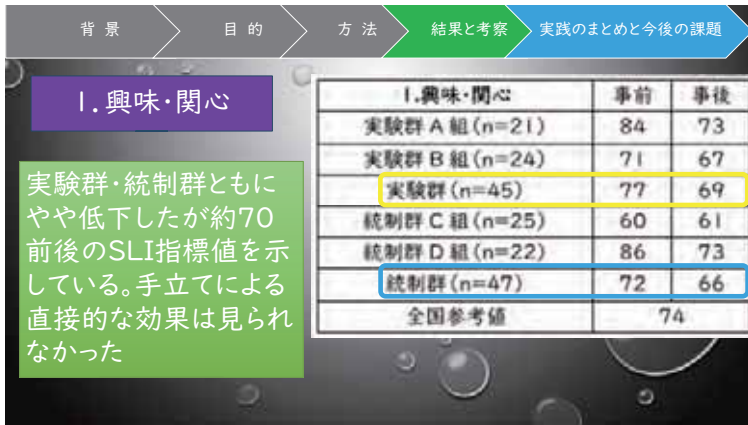 背 景
目 的
方 法
結果と考察
実践のまとめと今後の課題
1.興味・関心
実験群・統制群ともに
やや低下したが約70
前後のSLI指標値を示
している。手立てによる
直接的な効果は見られ
なかった
1.興味・関心 事前 事後
実験群 A 組(n=21) 84 73
実験群 B 組(n=24) 71 67
実験群(n=45) 77 69
統制群 C 組(n=25) 60 61
統制群 D 組(n=22) 86 73
統制群(n=47) 72 66
全国参考値 74